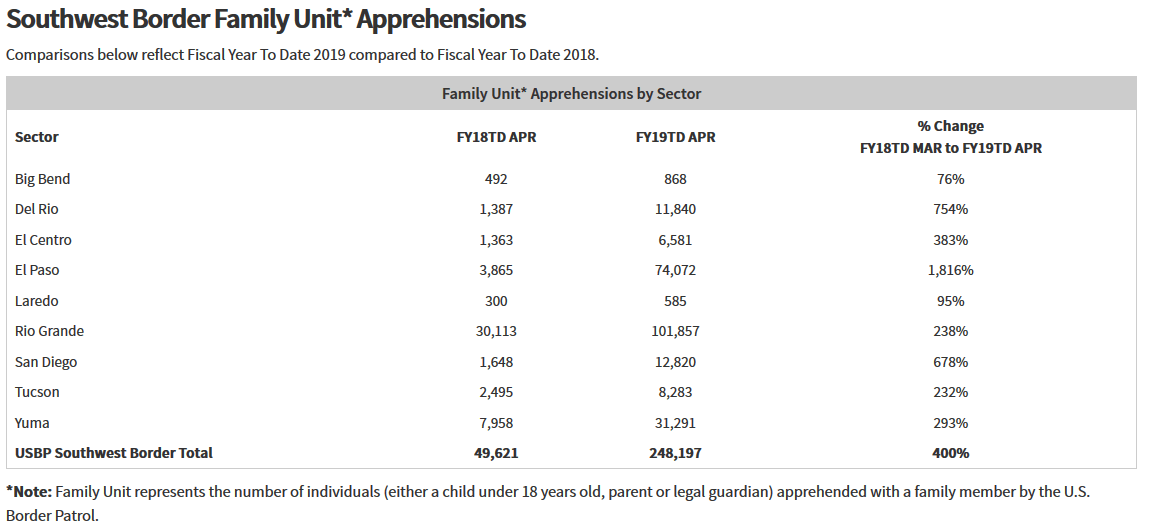 Southwest Border Family Unit* Apprehensions
Comparisons below reflect Fiscal Year To Date 2019 compared to Fiscal Year To Date 2018.
Family Unit* Apprehensions by Sector
Sector FY18TD APR FY19TD APR % Change FY18TD MAR to FY19TD APR
Big Bend 492 868 76%
Del Rio 1,387 11,840 754%
El Centro 1,363 6,581 383%
El Paso 3,865 74,072 1,816%
Laredo 300 585 95%
Rio Grande 30,113 101,857 238%
San Diego 1,648 12,820 678%
Tucson 2,495 8,283 232%
Yuma 7,958 31,291 293%
USBP Southwest Border Total 49,621 248,197 400%
*Note: Family Unit represents the number of individuals (either a child under 18 years old, parent or legal guardian) apprehended with a family member by the U.S.
Border Patrol.